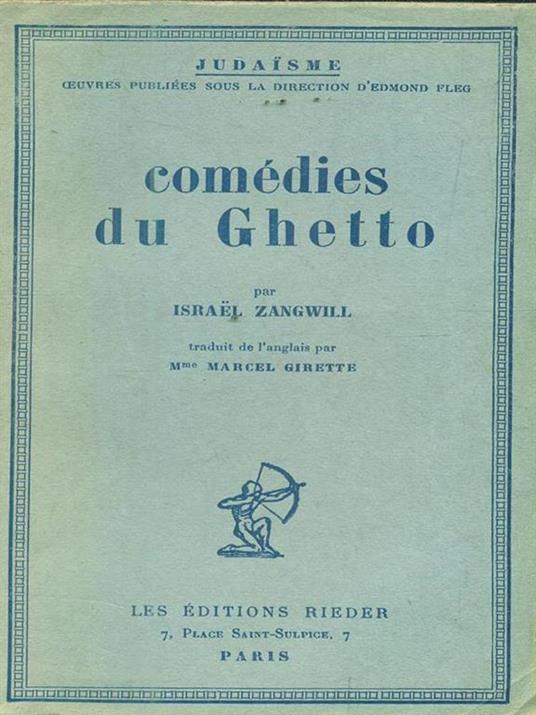 JUDAÏSME
ŒUVRES PUBLIÉES SOUS LA DIRECTION D'EDMOND FLEG
comédies
du Ghetto
par
ISRAËL ZANGWILL
traduit de l'anglais par
Mme MARCEL GIRETTE
LES ÉDITIONS RIEDER
7, PLACE SAINT-SULPICE, 7
PARIS